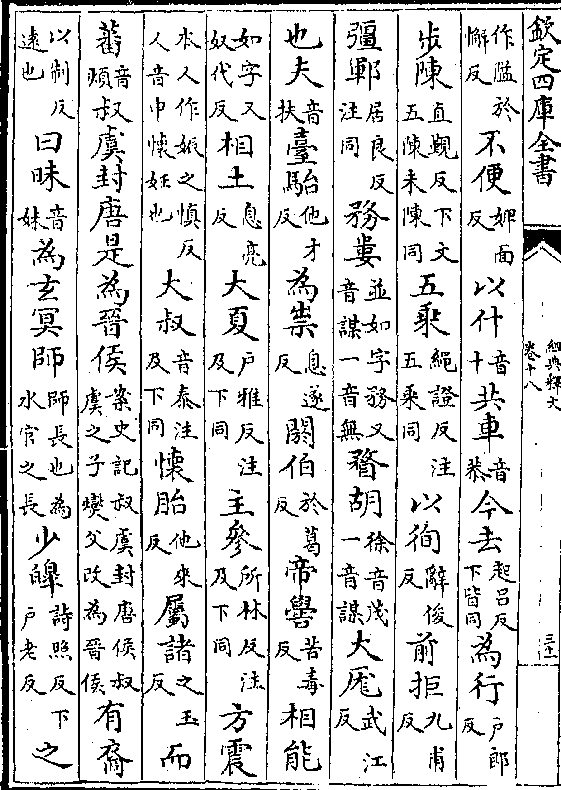 欽定四庫全書 經典釋文 卷十八
作隘於懈反 不便 婢面反 以什 音十 共車 音恭 今去 起呂反下皆同 為行 戶郎反
步陳 直覲反下文五陳未陳同 五乘 繩證反注五乘同 以徇 辭俊反 前拒 九甫反
彊鄆 居良反注同 務婁 並如字務又音謀一音無 瞀胡 徐音茂一音謀 大厖 武江反
也夫 音扶 臺駘 他才反 為祟 息遂反 閼伯 於葛反 帝嚳 苦毒反 相能
如字又奴代反 相土 息亮反 大夏 戶雅反注及下同 主參 所林反注及下同 方震
本人作娠之慎反人音申懷妊也 大叔 音泰注及下同 懷胎 他來反 屬諸 之玉反 而
蕃 音煩 叔虞封唐是為晉侯 案史記叔虞封唐侯叔虞之子燮父改為晉侯 有裔
以制反遠也 曰昧 音妹 為玄冥師 師長也為水官之長 少皥 詩照反下戶老反 之